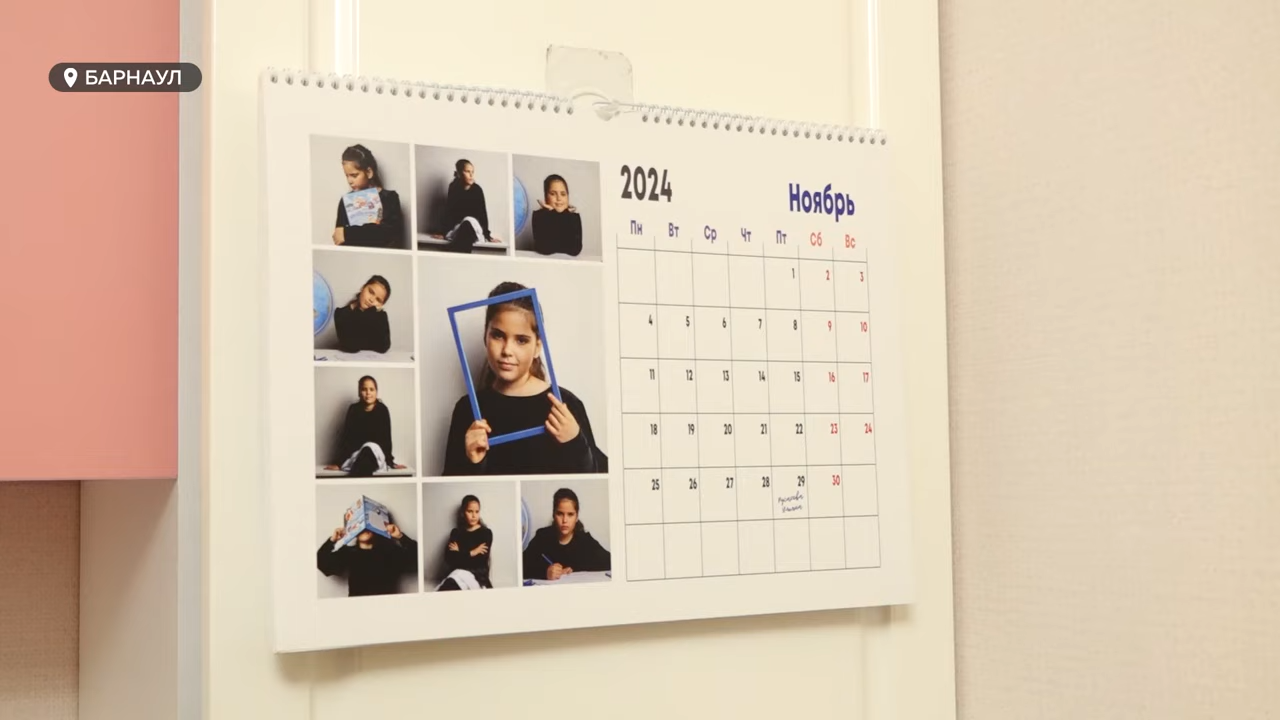 БАРНАУЛ
2024 Ноябрь
Пн Вт Ср Чт Пт Сб Вс
1 2 3
4 5 6 7 8 9 10
11 12 13 14 15 16 17
18 19 20 21 22 23 24
25 26 27 28 29 30